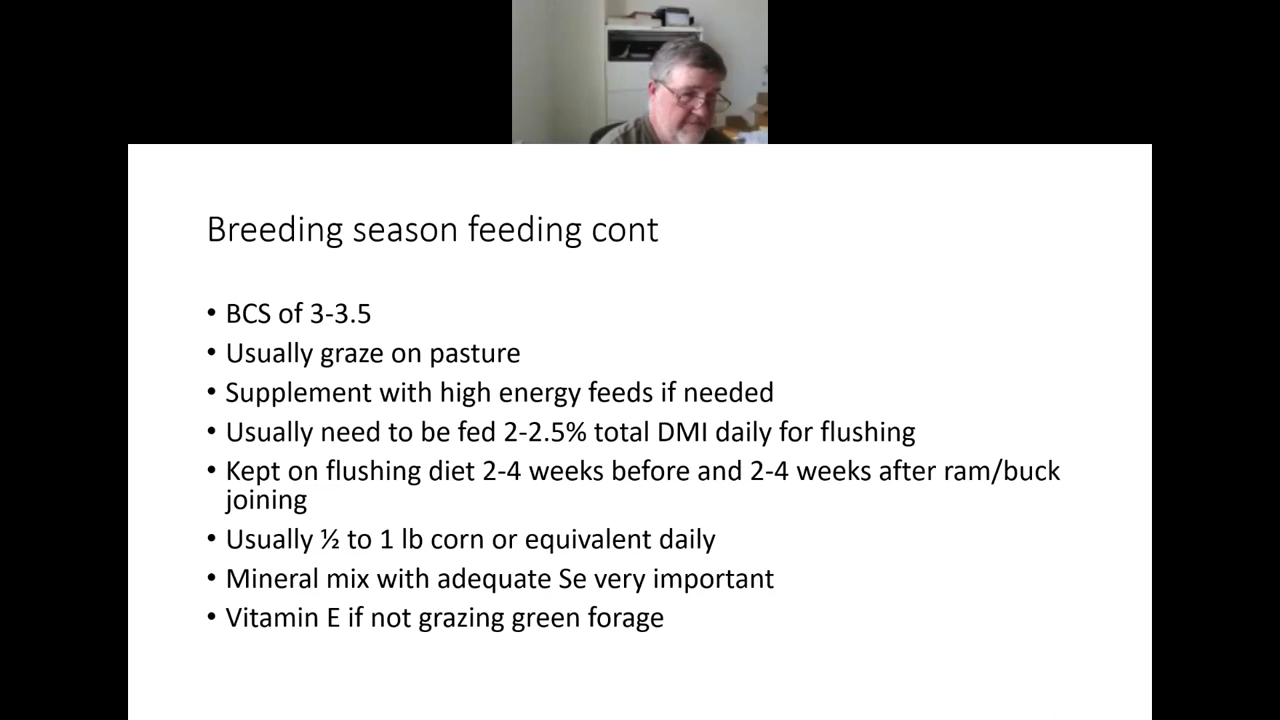 Breeding season feeding cont
• BCS of 3-3.5
• Usually graze on pasture
• Supplement with high energy feeds if needed
• Usually need to be fed 2-2.5% total DMI daily for flushing
• Kept on flushing diet 2-4 weeks before and 2-4 weeks after ram/buck
joining
• Usually ½ to 1 lb corn or equivalent daily
• Mineral mix with adequate Se very important
• Vitamin E if not grazing green forage